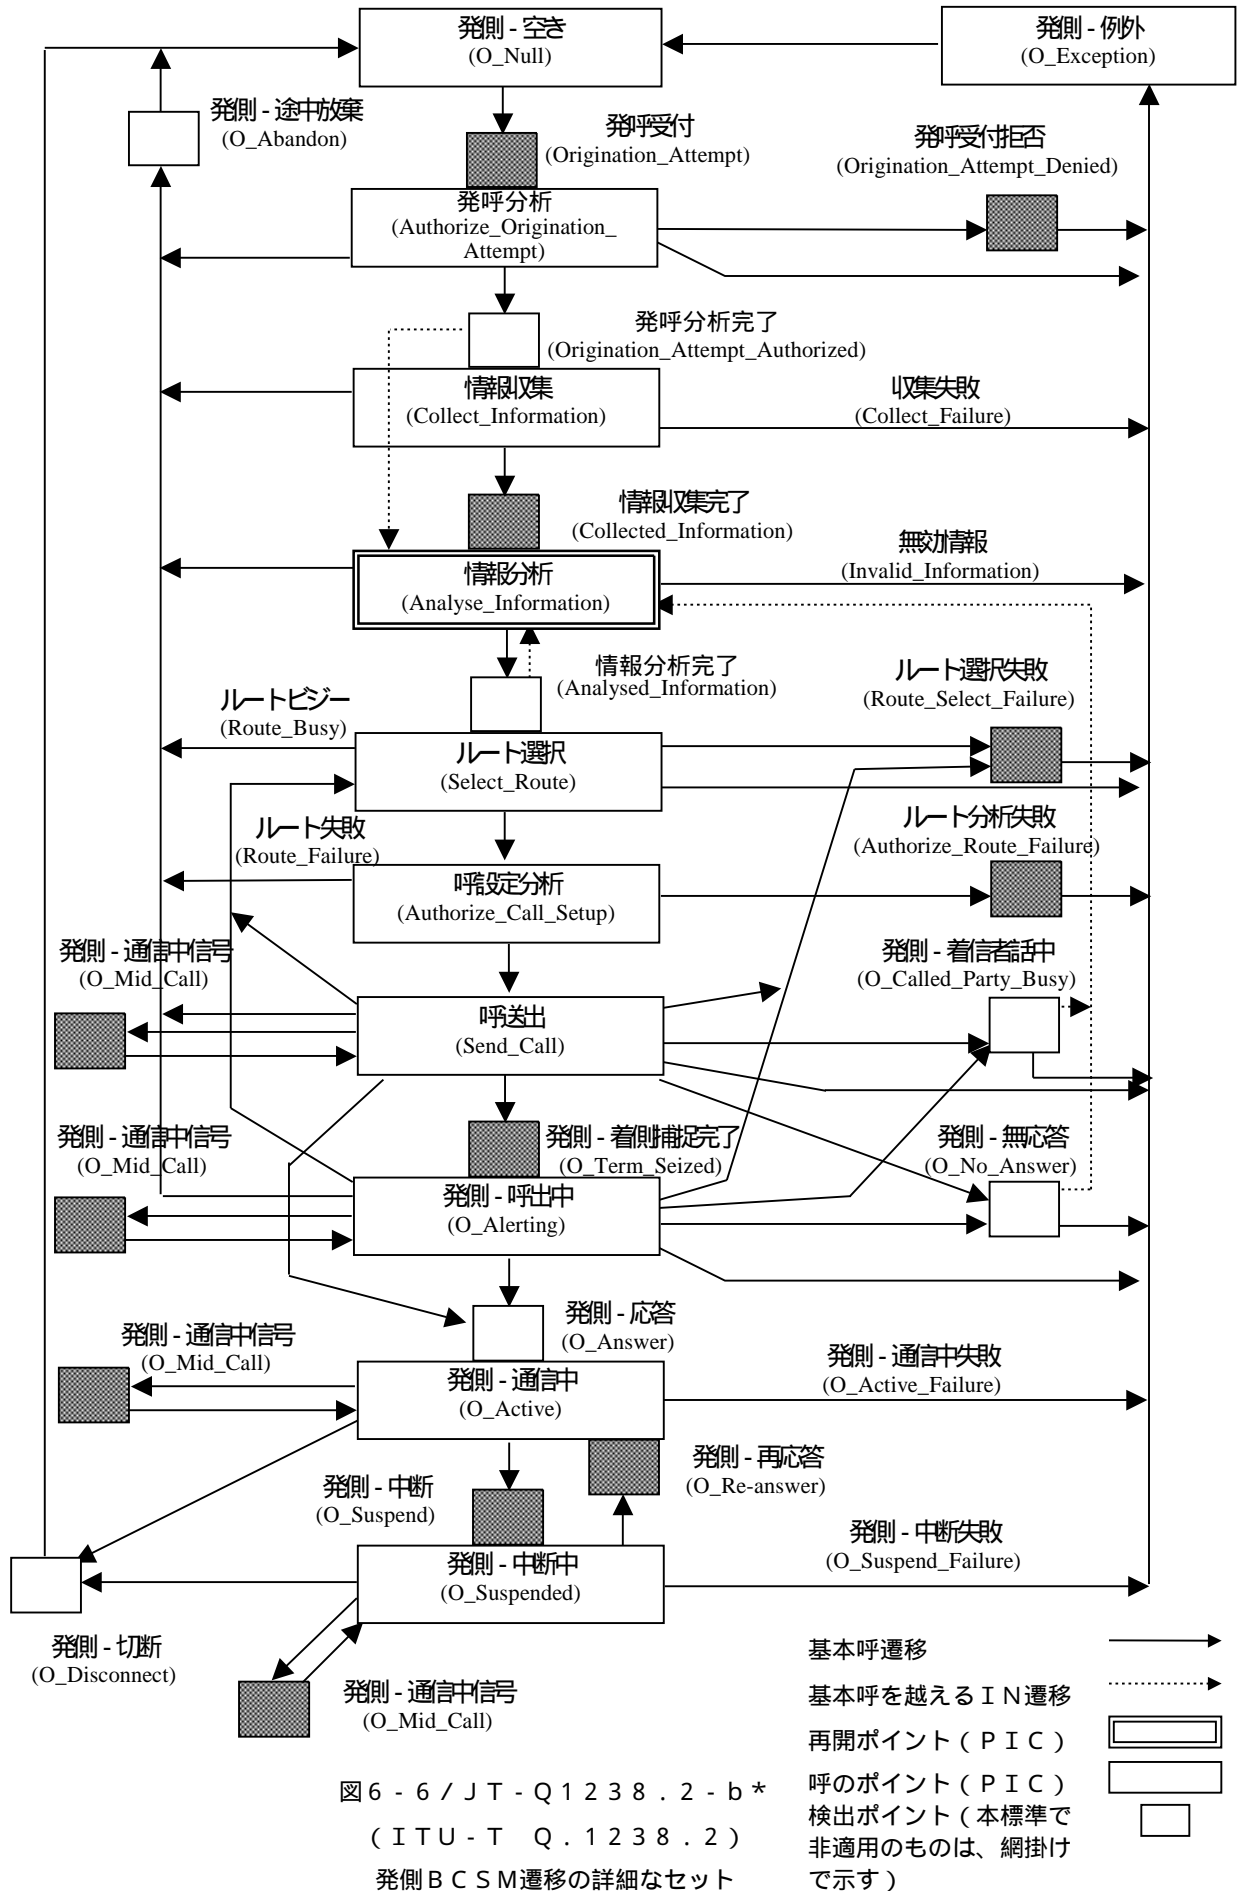 発側 - 空き
(O_Null)
発側 - 例外
(O_Exception)
発側 - 途中放棄
(O_Abandon)
発呼受付
(Origination_Attempt)
発呼受付拒否
(Origination_Attempt_Denied)
発呼分析
(Authorize_Origination_
Attempt)
発呼分析完了
(Origination_Attempt_Authorized)
情報収集
(Collect_Information)
収集失敗
(Collect_Failure)
情報収集完了
(Collected_Information)
無効情報
(Invalid_Information)
情報分析
(Analyse_Information)
情報分析完了
(Analysed_Information)
ルート選択失敗
(Route_Select_Failure)
ルートビジー
(Route_Busy)
ルート選択
(Select_Route)
ルート失敗
(Route_Failure)
ルート分析失敗
(Authorize_Route_Failure)
呼設定分析
(Authorize_Call_Setup)
発側 - 通信中信号
(O_Mid_Call)
発側 - 着信者話中
(O_Called_Party_Busy)
呼送出
(Send_Call)
発側 - 通信中信号
(O_Mid_Call)
発側 - 着側捕捉完了
(O_Term_Seized)
発側 - 無応答
(O_No_Answer)
発側 - 呼出中
(O_Alerting)
発側 - 応答
(O_Answer)
発側 - 通信中信号
(O_Mid_Call)
発側 - 通信中失敗
(O_Active_Failure)
発側 - 通信中
(O_Active)
発側 - 再応答
(O_Re-answer)
発側 - 中断
(O_Suspend)
発側 - 中断失敗
(O_Suspend_Failure)
発側 - 中断中
(O_Suspended)
発側 - 切断
(O_Disconnect)
発側 - 通信中信号
(O_Mid_Call)
基本呼遷移
基本呼を越えるＩＮ遷移
再開ポイント（ＰＩＣ）
呼のポイント（ＰＩＣ）
検出ポイント（本標準で
非適用のものは、網掛け
で示す）
図６-６/ＪＴ-Ｑ１２３８.２-ｂ*
（ＩＴＵ-Ｔ Ｑ.１２３８.２）
発側ＢＣＳＭ遷移の詳細なセット